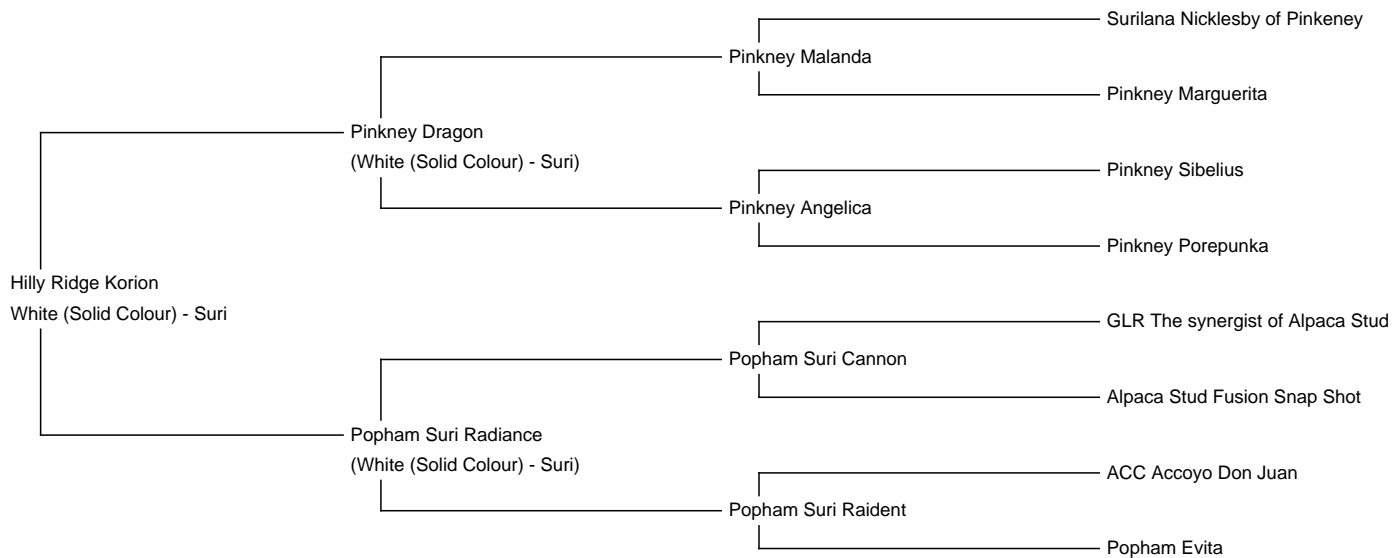 Surilana Nicklesby of Pinkeney
Pinkney Malanda
Pinkney Marguerita
Pinkney Dragon
(White (Solid Colour) - Suri)
Pinkney Sibelius
Pinkney Angelica
Pinkney Porepunka
Hilly Ridge Korion
White (Solid Colour) - Suri
GLR The synergist of Alpaca Stud
Popham Suri Cannon
Alpaca Stud Fusion Snap Shot
Popham Suri Radiance
(White (Solid Colour) - Suri)
ACC Accoyo Don Juan
Popham Suri Raident
Popham Evita